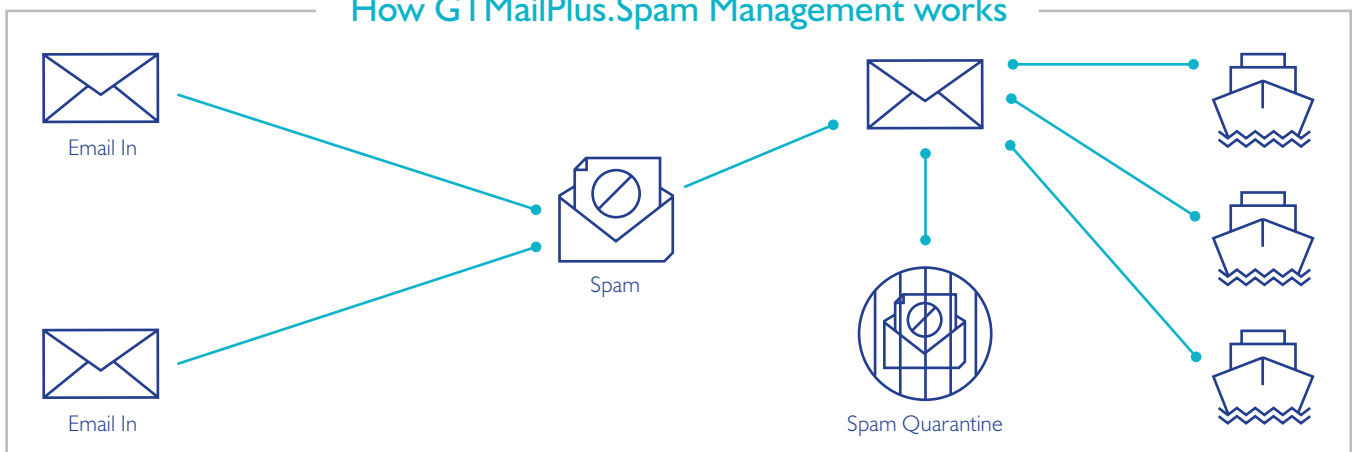 How GTMailPlus.Spam Management works
Email In
Spam
Email In
Spam Quarantine